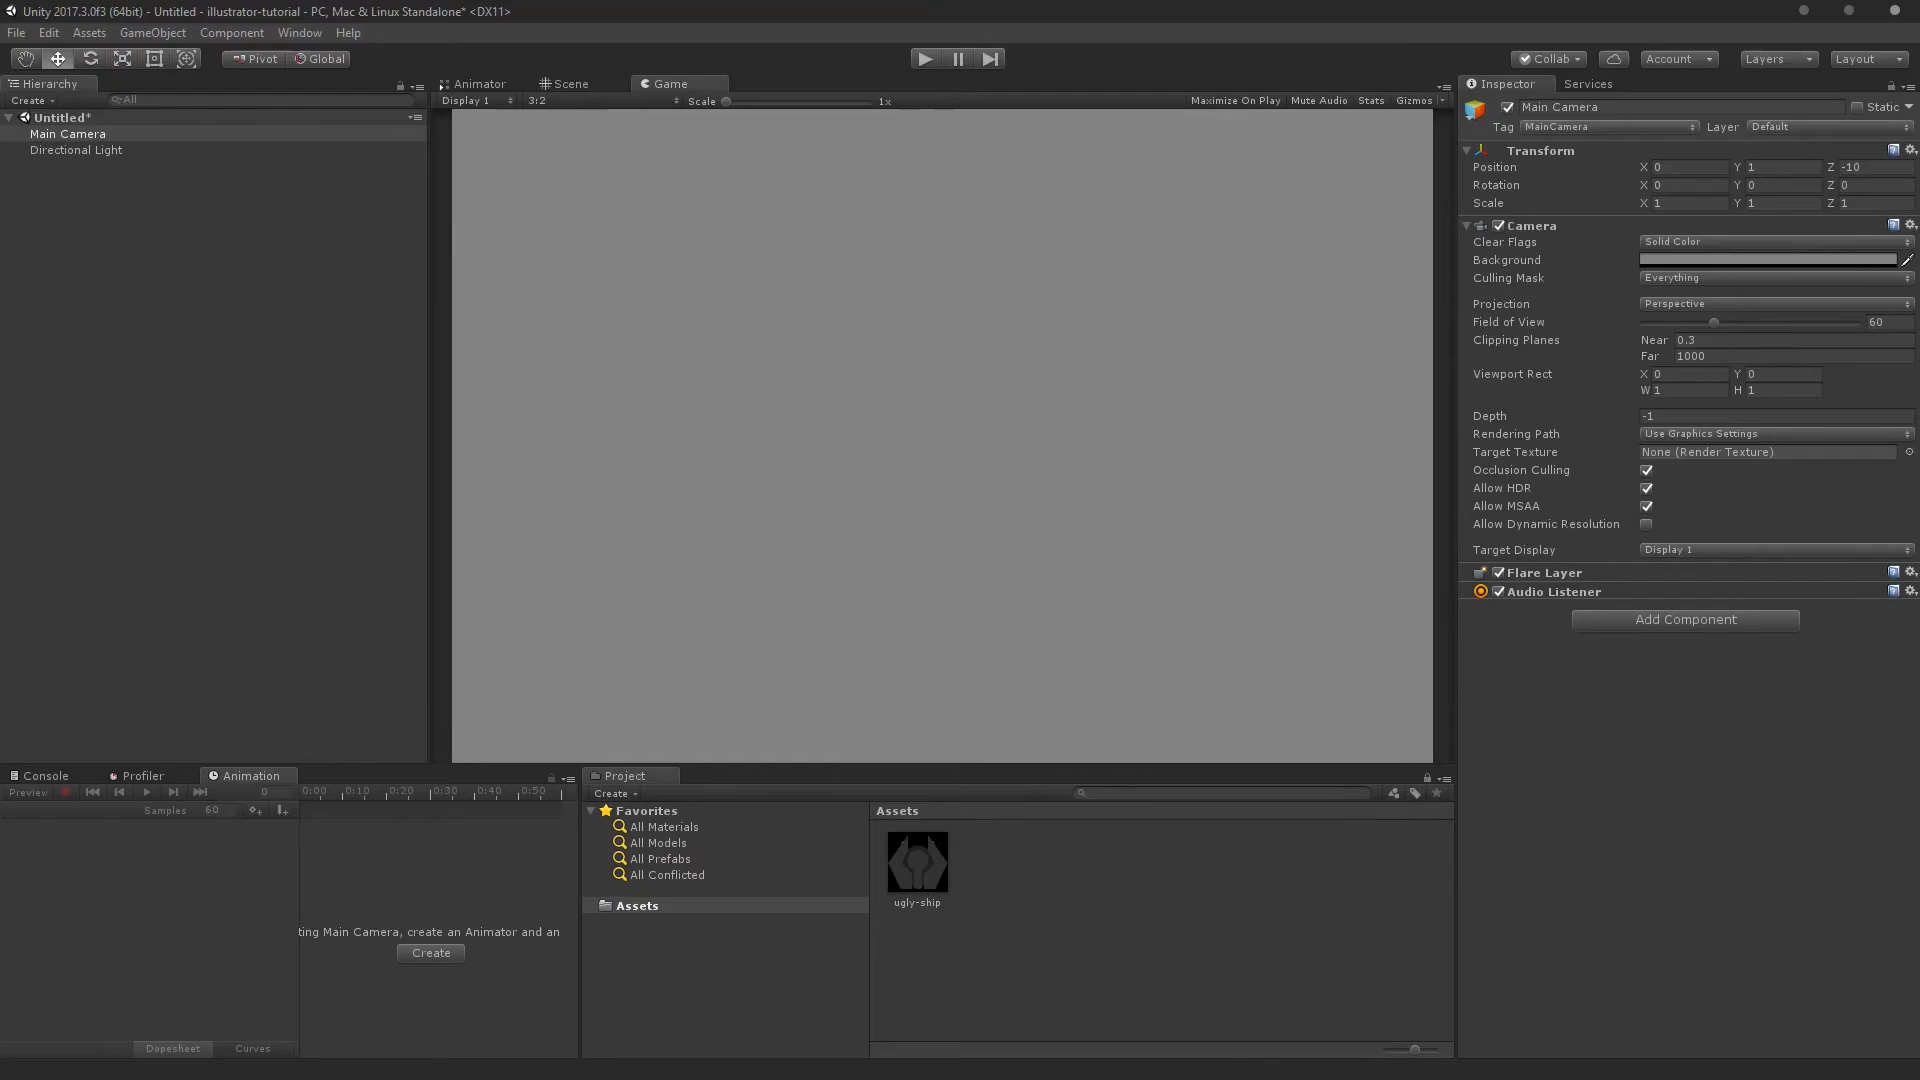 Unity 2017.3.0f3 (64bit) - Untitled - illustrator-tutorial - PC, Mac & Linux Standalone* <DX11>
File Edit Assets GameObject Component Window Help
Pivot Global Collab Account Layers Layout
Hierarchy
Create All
Untitled*
Main Camera
Directional Light
Animator Scene Game
Display 1 3:2 Scale 1x Maximize On Play Mute Audio Stats Gizmos
Inspector Services
Main Camera Static
Tag MainCamera Layer Default
Transform
Position X 0 Y 1 Z -10
Rotation X 0 Y 0 Z 0
Scale X 1 Y 1 Z 1
Camera
Clear Flags Solid Color
Background
Culling Mask Everything
Projection Perspective
Field of View 60
Clipping Planes Near 0.3
Far 1000
Viewport Rect X 0 Y 0
W 1 H 1
Depth -1
Rendering Path Use Graphics Settings
Target Texture None (Render Texture)
Occlusion Culling
Allow HDR
Allow MSAA
Allow Dynamic Resolution
Target Display Display 1
Flare Layer
Audio Listener
Add Component
Console Profiler Animation
Preview 0 0:00 0:10 0:20 0:30 0:40 0:50
Samples 60
ting Main Camera, create an Animator and an
Create
Dopesheet Curves
Project
Create
Favorites
All Materials
All Models
All Prefabs
All Conflicted
Assets
Assets
ugly-ship